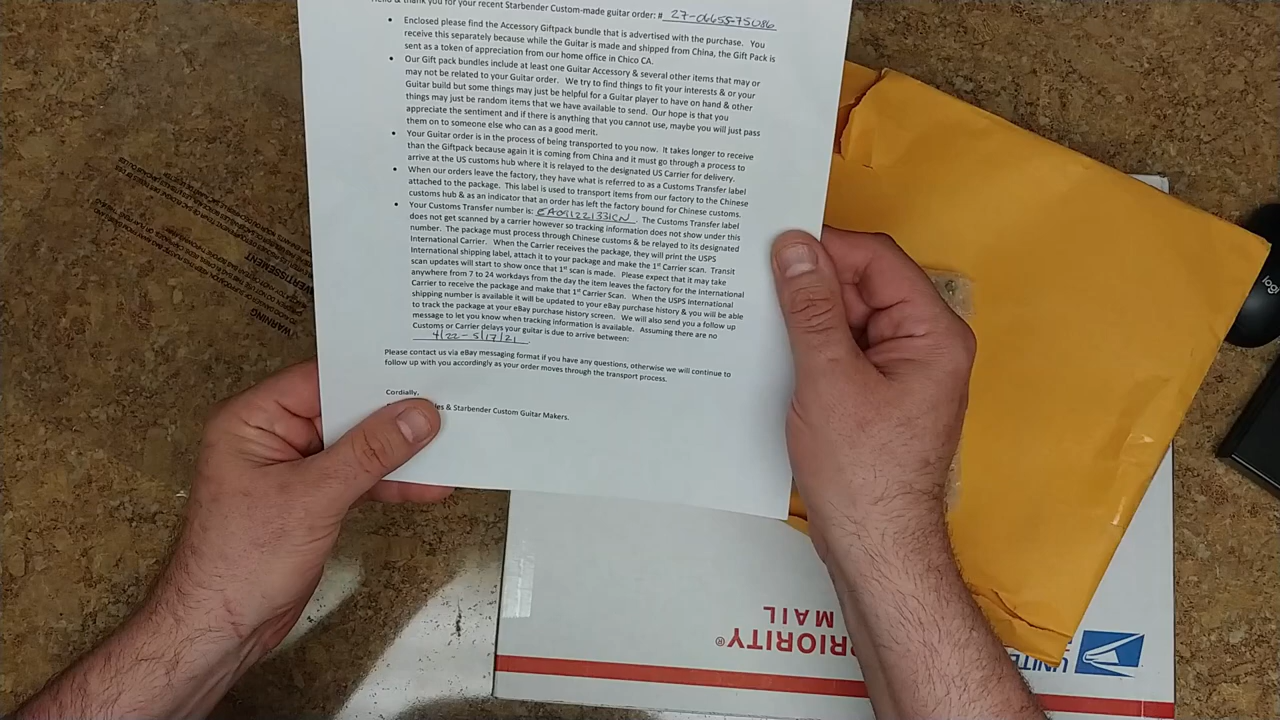 thank you for your recent Starbender Custom-made guitar order: #
• Enclosed please find the Accessory Giftpack bundle that is advertised with the purchase. You
receive this separately because while the Guitar is made and shipped from China, the Gift Pack is
sent as a token of appreciation from our home office in Chico CA.
• Our Gift pack bundles include at least one Guitar Accessory & several other items that may or
may not be related to your Guitar order. We try to find things to fit your interests & or your
Guitar build but some things may just be helpful for a Guitar player to have on hand & other
things may just be random items that we have available to send. Our hope is that you
appreciate the sentiment and if there is anything that you cannot use, maybe you will just pass
them on to someone else who can as a good merit.
• Your Guitar order is in the process of being transported to you now. It takes longer to receive
than the Giftpack because again it is coming from China and it must go through a process to
arrive at the US customs hub where it is relayed to the designated US Carrier for delivery.
• When our orders leave the factory, they have what is referred to as a Customs Transfer label
attached to the package. This label is used to transport items from our factory to the Chinese
customs hub & as an indicator that an order has left the factory bound for Chinese customs.
• Your Customs Transfer number is: The Customs Transfer label
does not get scanned by a carrier however so tracking information does not show under this
number. The package must process through Chinese customs & be relayed to its designated
International Carrier. When the Carrier receives the package, they will print the USPS
International shipping label, attach it to your package and make the 1st Carrier scan. Transit
scan updates will start to show once that 1st scan is made. Please expect that it may take
anywhere from 7 to 24 workdays from the day the item leaves the factory for the International
Carrier to receive the package and make that 1st Carrier Scan. When the USPS International
shipping number is available it will be updated to your eBay purchase history & you will be able
to track the package at your eBay purchase history screen. We will also send you a follow up
message to let you know when tracking information is available. Assuming there are no
Customs or Carrier delays your guitar is due to arrive between:
4/22-5/17/21
Please contact us via eBay messaging format if you have any questions, otherwise we will continue to
follow up with you accordingly as your order moves through the transport process.
Cordially,
& Starbender Custom Guitar Makers.
WARNING
AVERTISSEMENT
logi
PRIORITY®
MAIL
UNITE